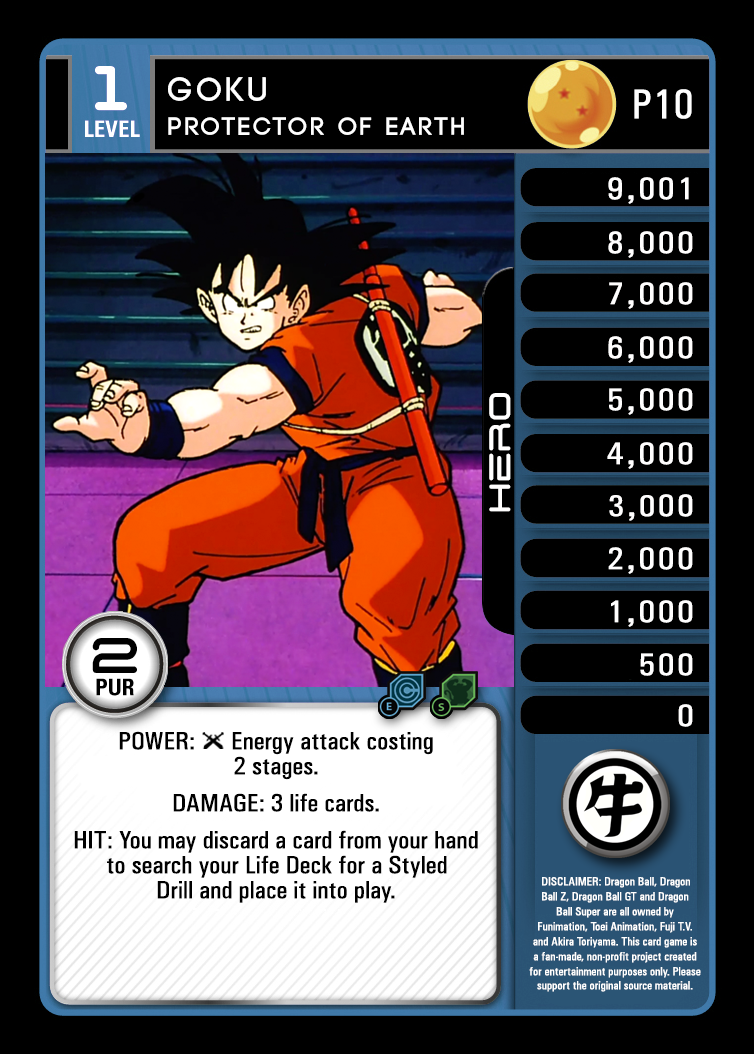 1
LEVEL
GOKU
PROTECTOR OF EARTH
P10
9,001
8,000
7,000
6,000
5,000
4,000
3,000
2,000
1,000
500
0
HERO
2
PUR
E
S
POWER: Energy attack costing
2 stages.
DAMAGE: 3 life cards.
HIT: You may discard a card from your hand
to search your Life Deck for a Styled
Drill and place it into play.
牛
DISCLAIMER: Dragon Ball, Dragon
Ball Z, Dragon Ball GT and Dragon
Ball Super are all owned by
Funimation, Toei Animation, Fuji T.V.
and Akira Toriyama. This card game is
a fan-made, non-profit project created
for entertainment purposes only. Please
support the original source material.